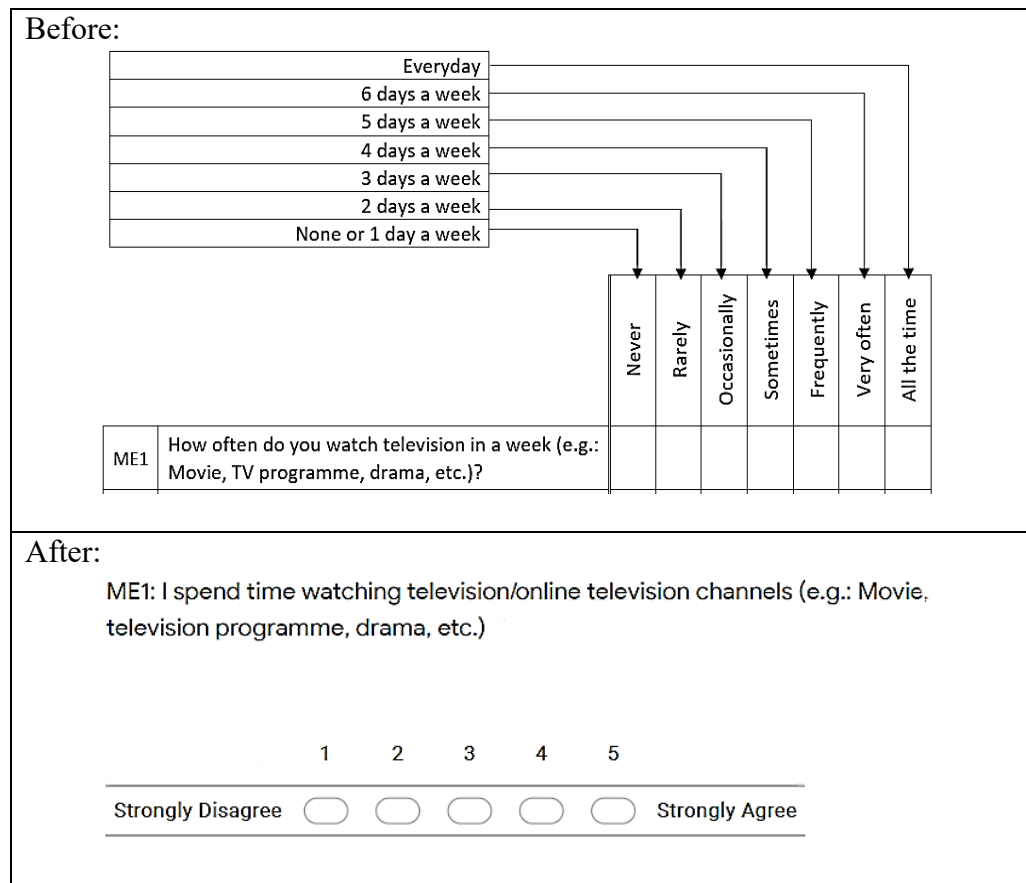 Before:
Everyday
6 days a week
5 days a week
4 days a week
3 days a week
2 days a week
None or 1 day a week
Never
Rarely
Occasionally
Sometimes
Frequently
Very often
All the time
ME1
How often do you watch television in a week (e.g.:
Movie, TV programme, drama, etc.)?
After:
ME1: I spend time watching television/online television channels (e.g.: Movie,
television programme, drama, etc.)
1 2 3 4 5
Strongly Disagree Strongly Agree